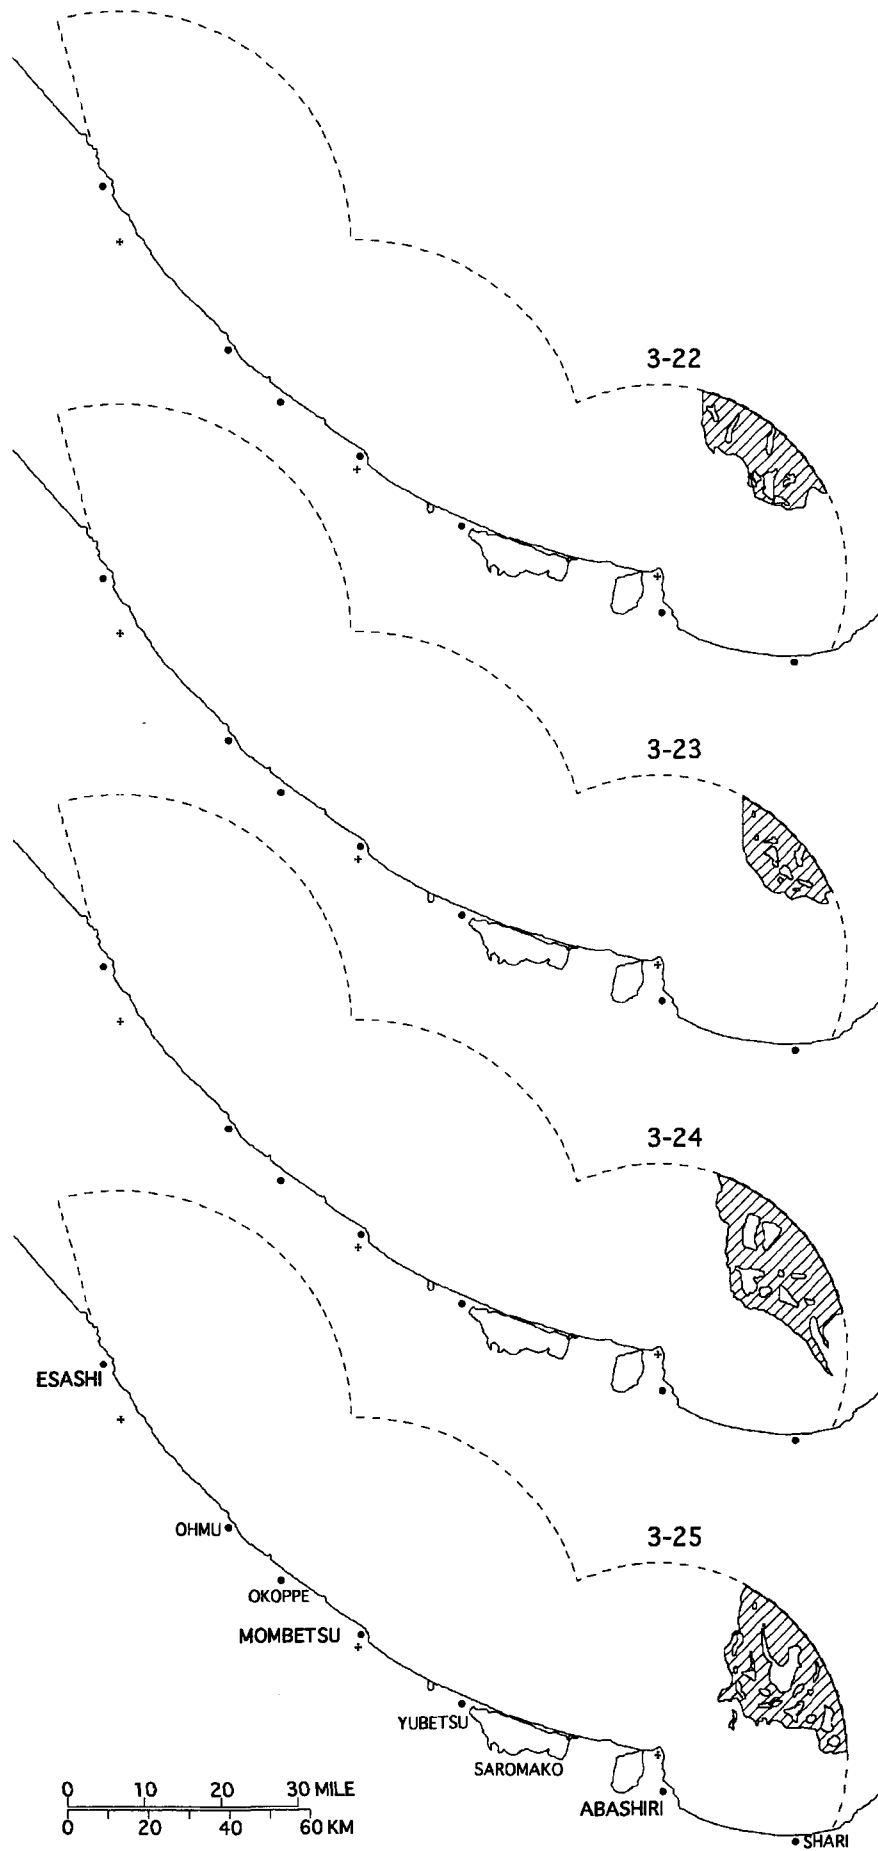 3-22
3-23
3-24
3-25
ESASHI
OHMU
OKOPPE
MOMBETSU
YUBETSU
SAROMAKO
ABASHIRI
SHARI
0 10 20 30 MILE
0 20 40 60 KM